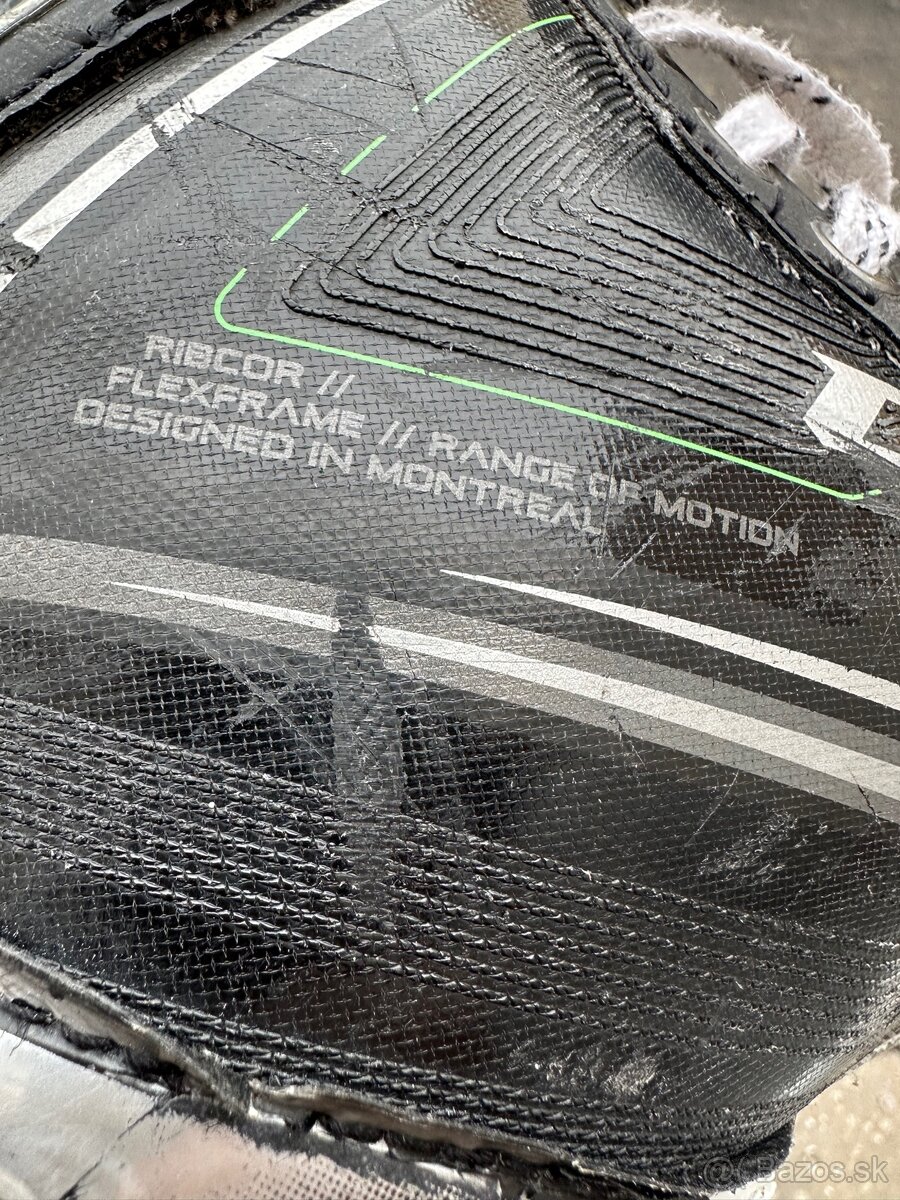 RIBCOR //
FLEXFRAME // RANGE OF MOTION
DESIGNED IN MONTREAL
@Bazos.sk